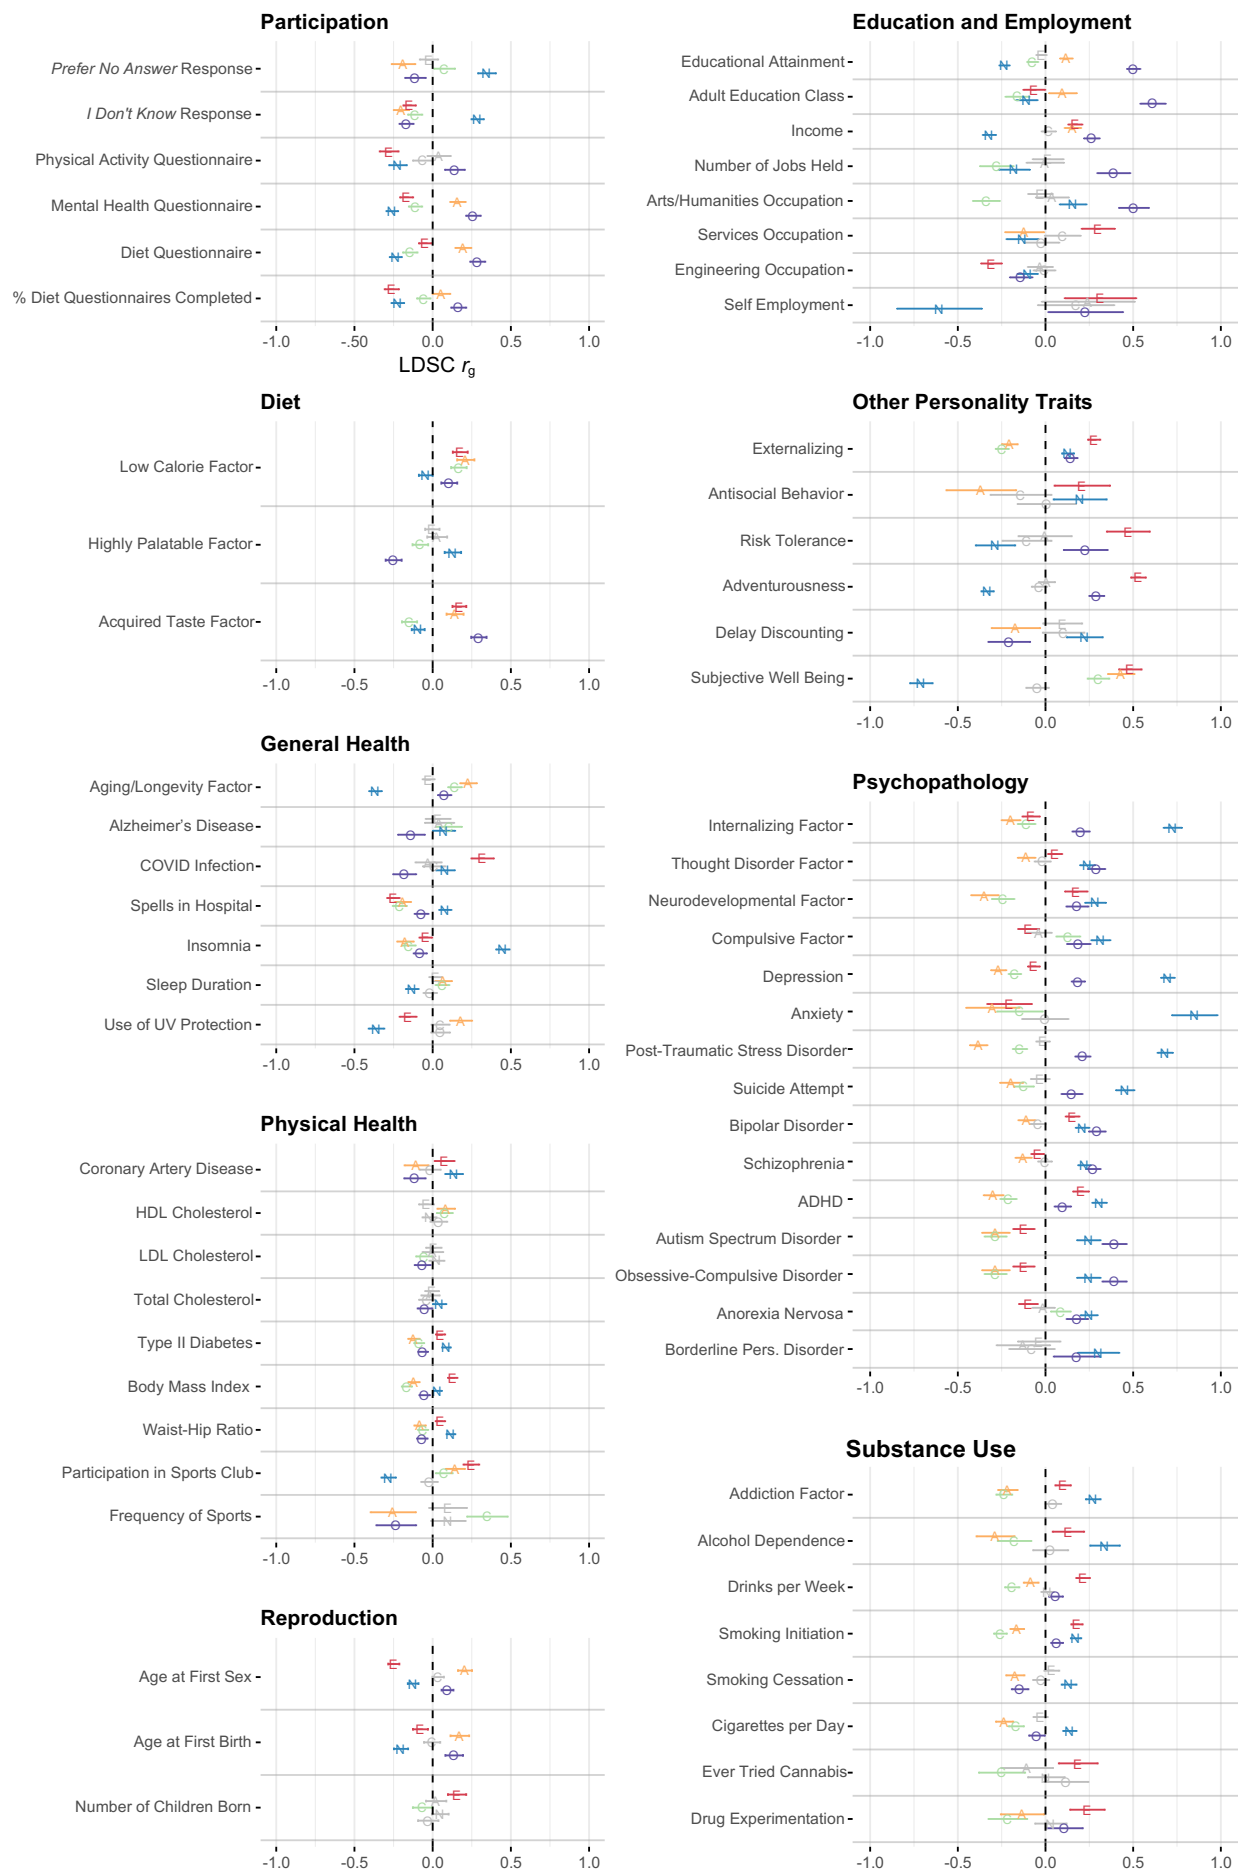 Participation
Prefer No Answer Response
I Don't Know Response
Physical Activity Questionnaire
Mental Health Questionnaire
Diet Questionnaire
% Diet Questionnaires Completed
-1.0 -.50 0.0 0.5 1.0
LDSC rg
Diet
Low Calorie Factor
Highly Palatable Factor
Acquired Taste Factor
-1.0 -0.5 0.0 0.5 1.0
General Health
Aging/Longevity Factor
Alzheimer's Disease
COVID Infection
Spells in Hospital
Insomnia
Sleep Duration
Use of UV Protection
-1.0 -0.5 0.0 0.5 1.0
Physical Health
Coronary Artery Disease
HDL Cholesterol
LDL Cholesterol
Total Cholesterol
Type II Diabetes
Body Mass Index
Waist-Hip Ratio
Participation in Sports Club
Frequency of Sports
-1.0 -0.5 0.0 0.5 1.0
Reproduction
Age at First Sex
Age at First Birth
Number of Children Born
-1.0 -0.5 0.0 0.5 1.0
Education and Employment
Educational Attainment
Adult Education Class
Income
Number of Jobs Held
Arts/Humanities Occupation
Services Occupation
Engineering Occupation
Self Employment
-1.0 -0.5 0.0 0.5 1.0
Other Personality Traits
Externalizing
Antisocial Behavior
Risk Tolerance
Adventurousness
Delay Discounting
Subjective Well Being
-1.0 -0.5 0.0 0.5 1.0
Psychopathology
Internalizing Factor
Thought Disorder Factor
Neurodevelopmental Factor
Compulsive Factor
Depression
Anxiety
Post-Traumatic Stress Disorder
Suicide Attempt
Bipolar Disorder
Schizophrenia
ADHD
Autism Spectrum Disorder
Obsessive-Compulsive Disorder
Anorexia Nervosa
Borderline Pers. Disorder
-1.0 -0.5 0.0 0.5 1.0
Substance Use
Addiction Factor
Alcohol Dependence
Drinks per Week
Smoking Initiation
Smoking Cessation
Cigarettes per Day
Ever Tried Cannabis
Drug Experimentation
-1.0 -0.5 0.0 0.5 1.0